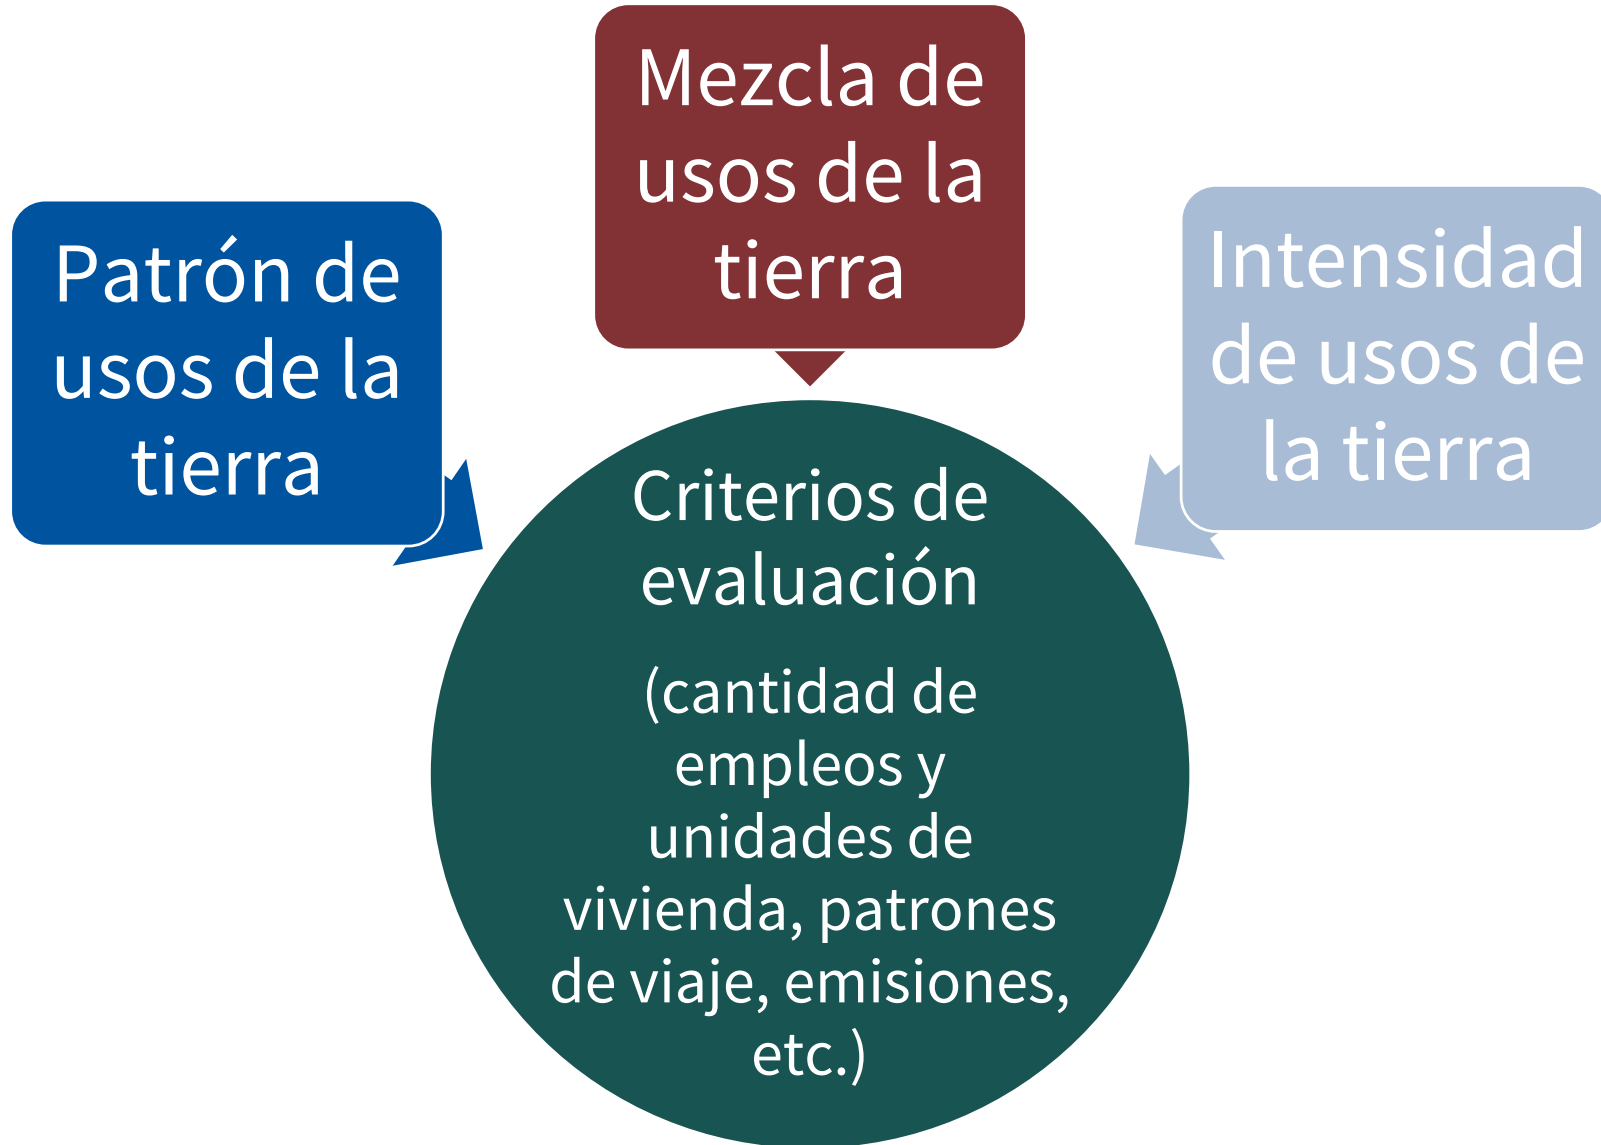 Patrón de
usos de la
tierra
Mezcla de
usos de la
tierra
Intensidad
de usos de
la tierra
Criterios de
evaluación
(cantidad de
empleos y
unidades de
vivienda, patrones
de viaje, emisiones,
etc.)